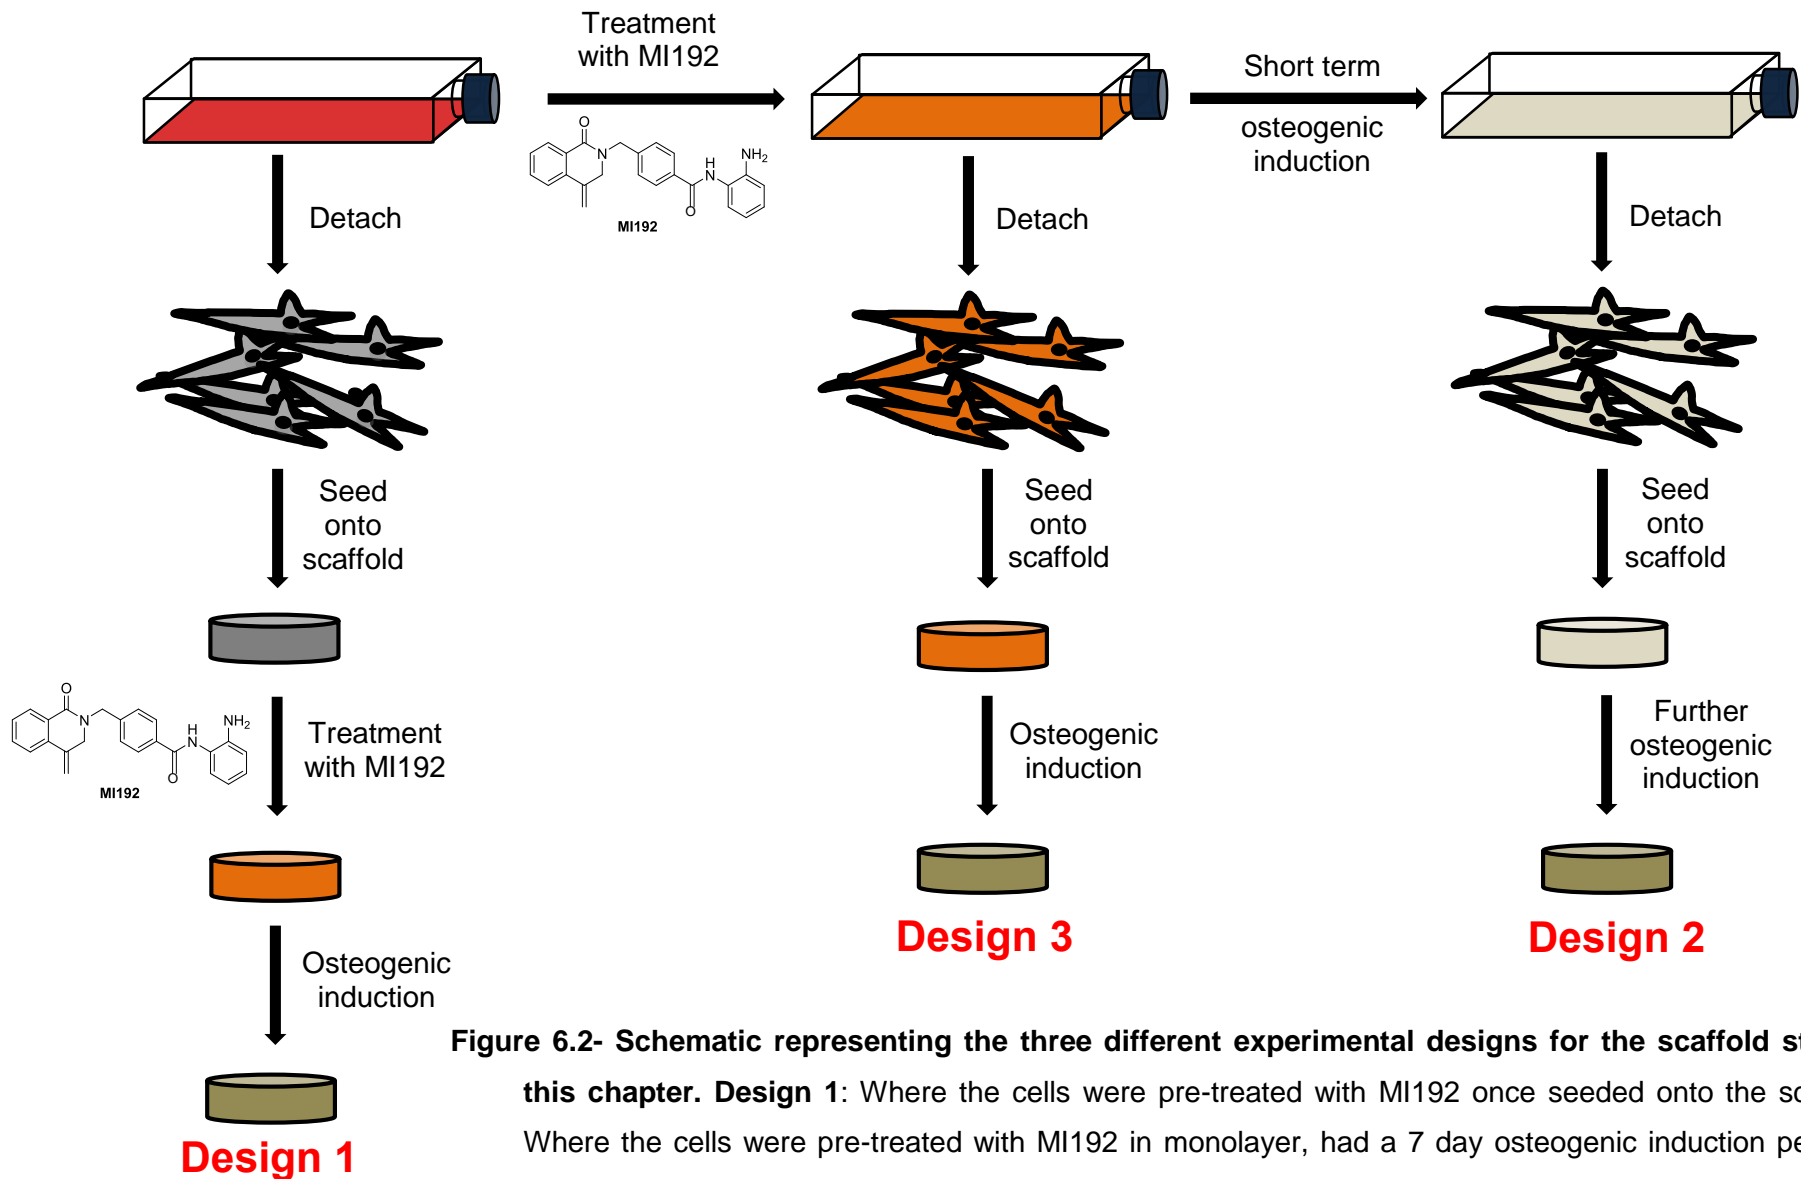 Treatment
with MI192
O
N
H
N
NH2
O
MI192
Short term
osteogenic
induction
Detach
Detach
Detach
Seed
onto
scaffold
Seed
onto
scaffold
Seed
onto
scaffold
O
N
H
N
NH2
O
MI192
Treatment
with MI192
Osteogenic
induction
Further
osteogenic
induction
Design 3
Design 2
Osteogenic
induction
Design 1
Figure 6.2- Schematic representing the three different experimental designs for the scaffold
this chapter. Design 1: Where the cells were pre-treated with MI192 once seeded onto the
Where the cells were pre-treated with MI192 in monolayer, had a 7 day osteogenic induction